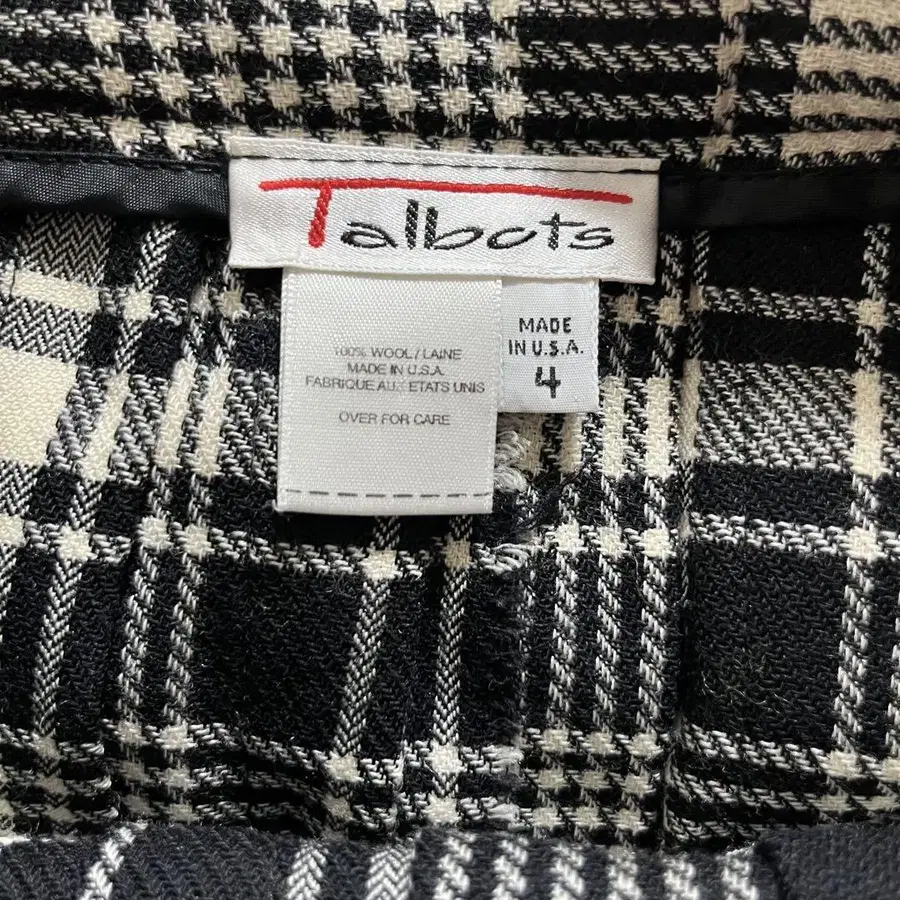 Talbots
100% WOOL/LAINE
MADE IN U.S.A.
FABRIQUE AUX ETATS UNIS
OVER FOR CARE
MADE
IN U.S.A.
4